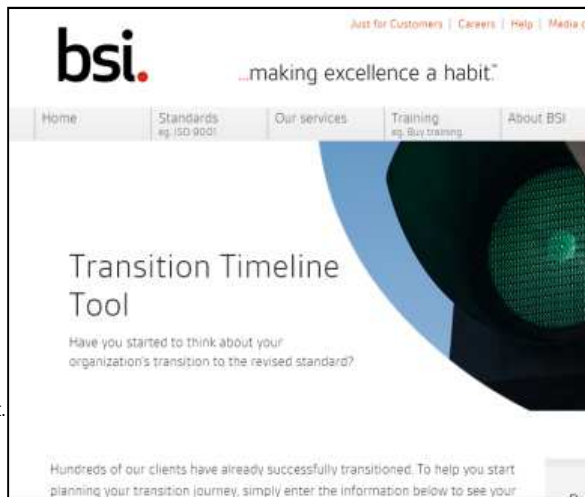 Just for Customers | Careers | Help | Media
bsi.
...making excellence a habit.™
Home
Standards
eg. ISO 9001
Our services
Training
eg. Buy training
About BSI
Transition Timeline
Tool
Have you started to think about your
organization's transition to the revised standard?
Hundreds of our clients have already successfully transitioned. To help you start
planning your transition journey, simply enter the information below to see your